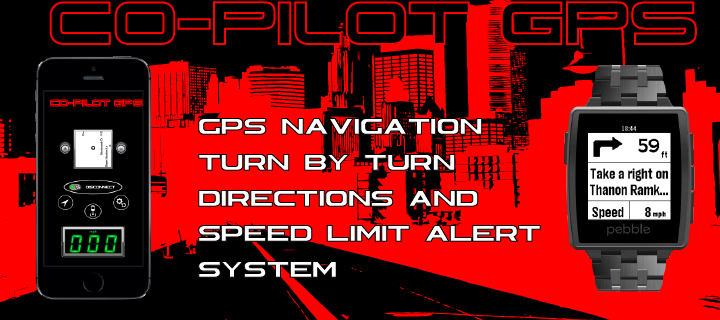 CO-PILOT GPS
CO-PILOT GPS
DISCONNECT
mph
000
GPS NAVIGATION
TURN BY TURN
DIRECTIONS AND
SPEED LIMIT ALERT
SYSTEM
18:44
59
ft
Take a right on
Thanon Ramk...
Speed 8 mph
pebble